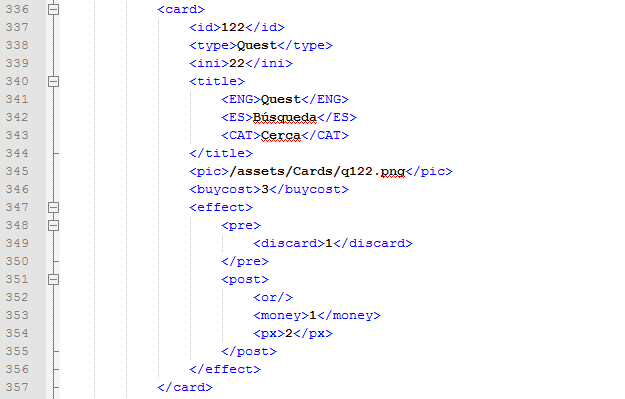 336 <card>
337 <id>122</id>
338 <type>Quest</type>
339 <ini>22</ini>
340 <title>
341 <ENG>Quest</ENG>
342 <ES>Búsqueda</ES>
343 <CAT>Cerca</CAT>
344 </title>
345 <pic>/assets/Cards/q122.png</pic>
346 <buycost>3</buycost>
347 <effect>
348 <pre>
349 <discard>1</discard>
350 </pre>
351 <post>
352 <or/>
353 <money>1</money>
354 <px>2</px>
355 </post>
356 </effect>
357 </card>